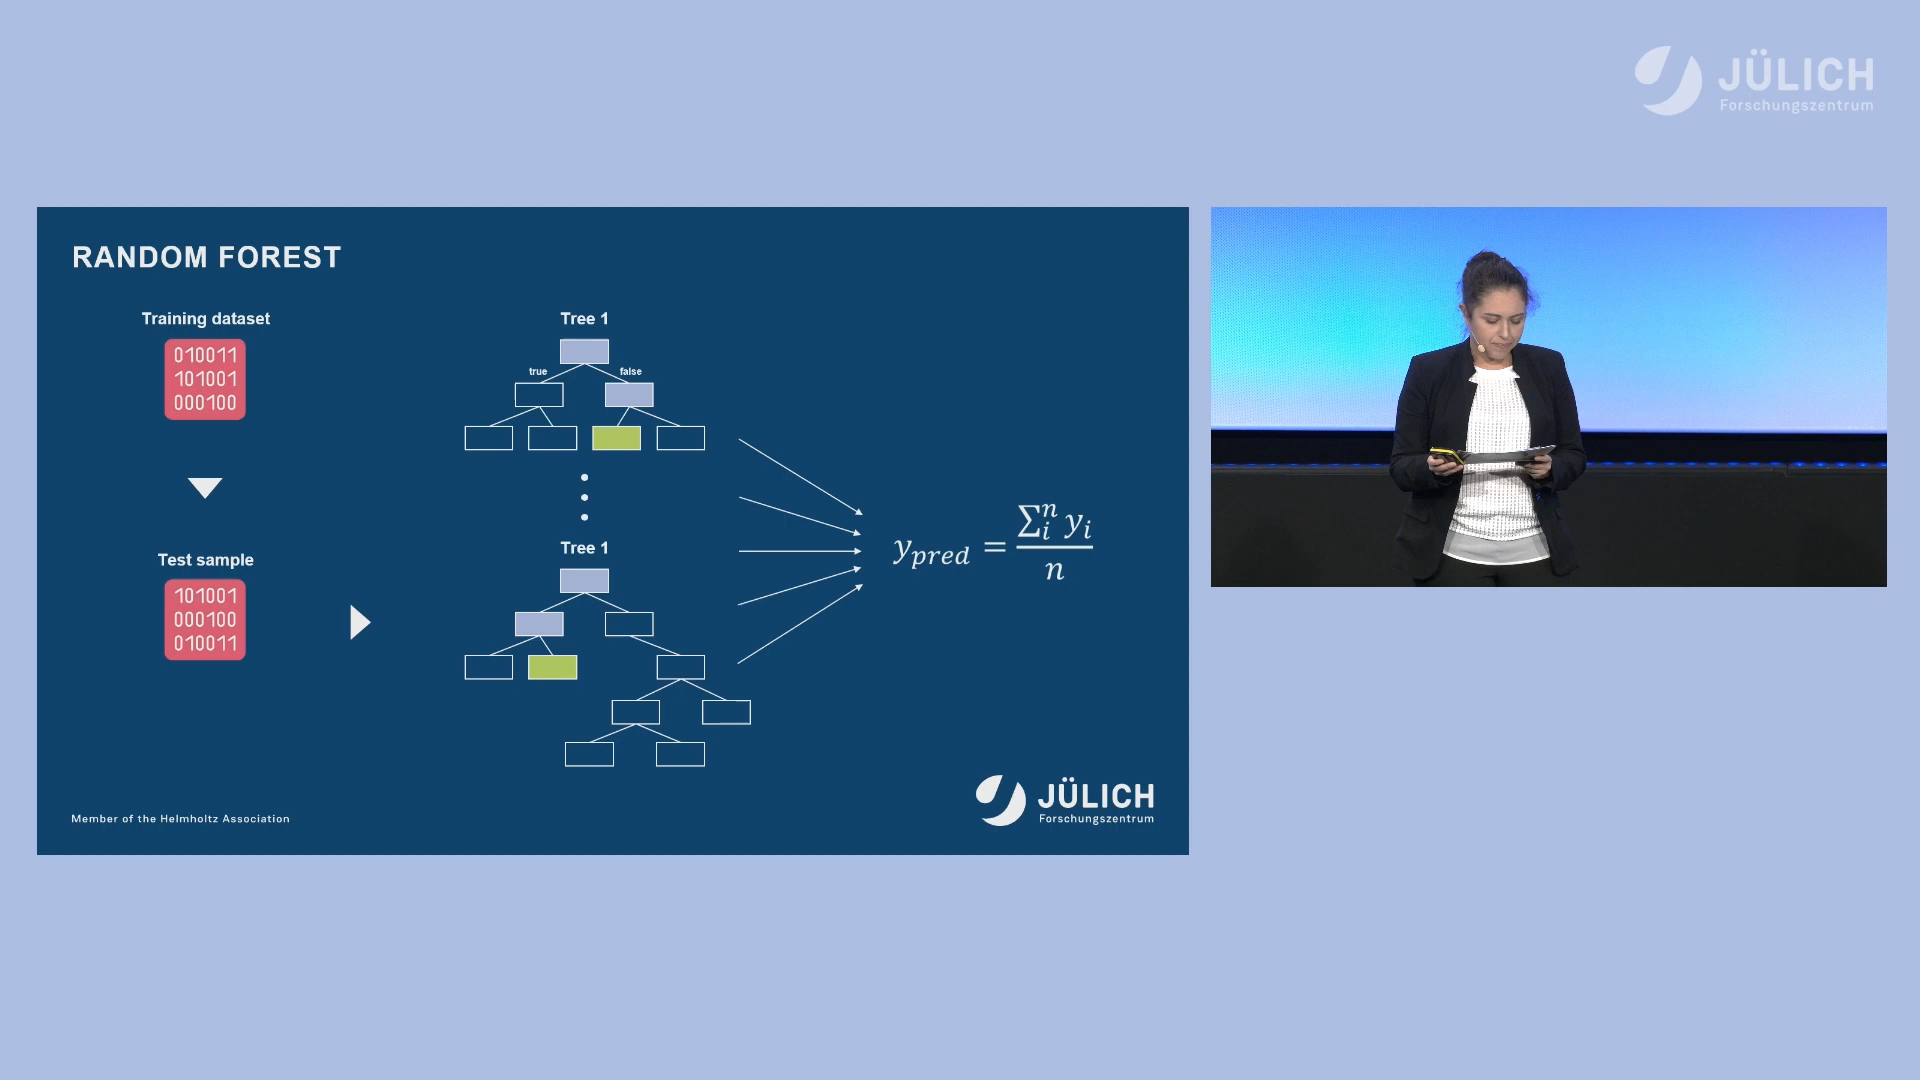 JÜLICH
Forschungszentrum
RANDOM FOREST
Training dataset
010011
101001
000100
Test sample
101001
000100
010011
Tree 1
true false
Tree 1
y_pred = ∑_i^n y_i / n
Member of the Helmholtz Association
JÜLICH
Forschungszentrum